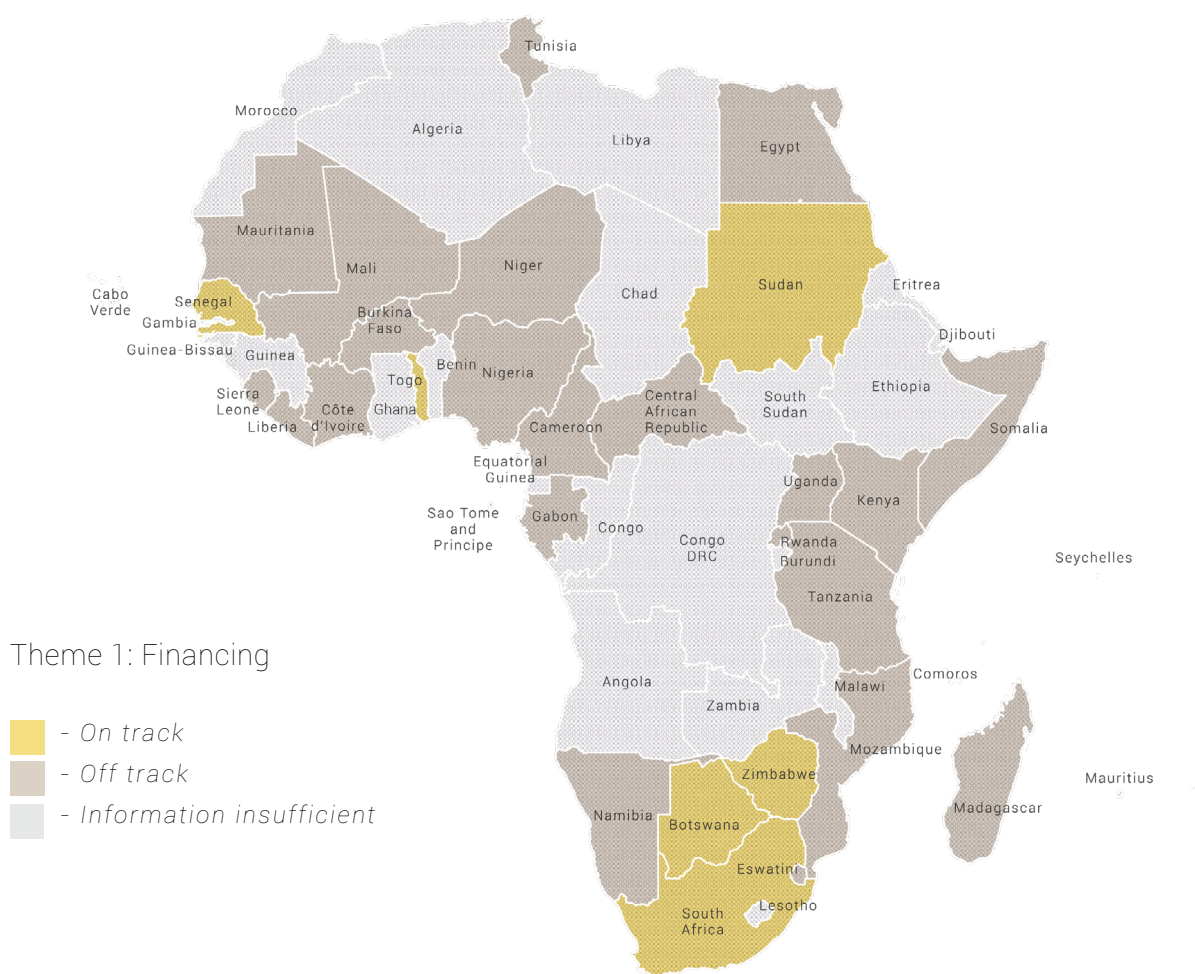 Tunisia
Morocco
Algeria
Libya
Egypt
Mauritania
Mali
Niger
Chad
Sudan
Eritrea
Cabo
Verde
Senegal
Gambia
Burkina
Faso
Djibouti
Guinea-Bissau
Guinea
Benin
Nigeria
Togo
Ghana
Sierra
Leone
Liberia
Côte
d'Ivoire
Cameroon
Central
African
Republic
South
Sudan
Ethiopia
Somalia
Equatorial
Guinea
Uganda
Kenya
Sao Tome
and
Principe
Gabon
Congo
Congo
DRC
Rwanda
Burundi
Seychelles
Tanzania
Theme 1: Financing
Angola
Zambia
Malawi
Comoros
- On track
- Off track
- Information insufficient
Mozambique
Zimbabwe
Mauritius
Madagascar
Namibia
Botswana
Eswatini
Lesotho
South
Africa